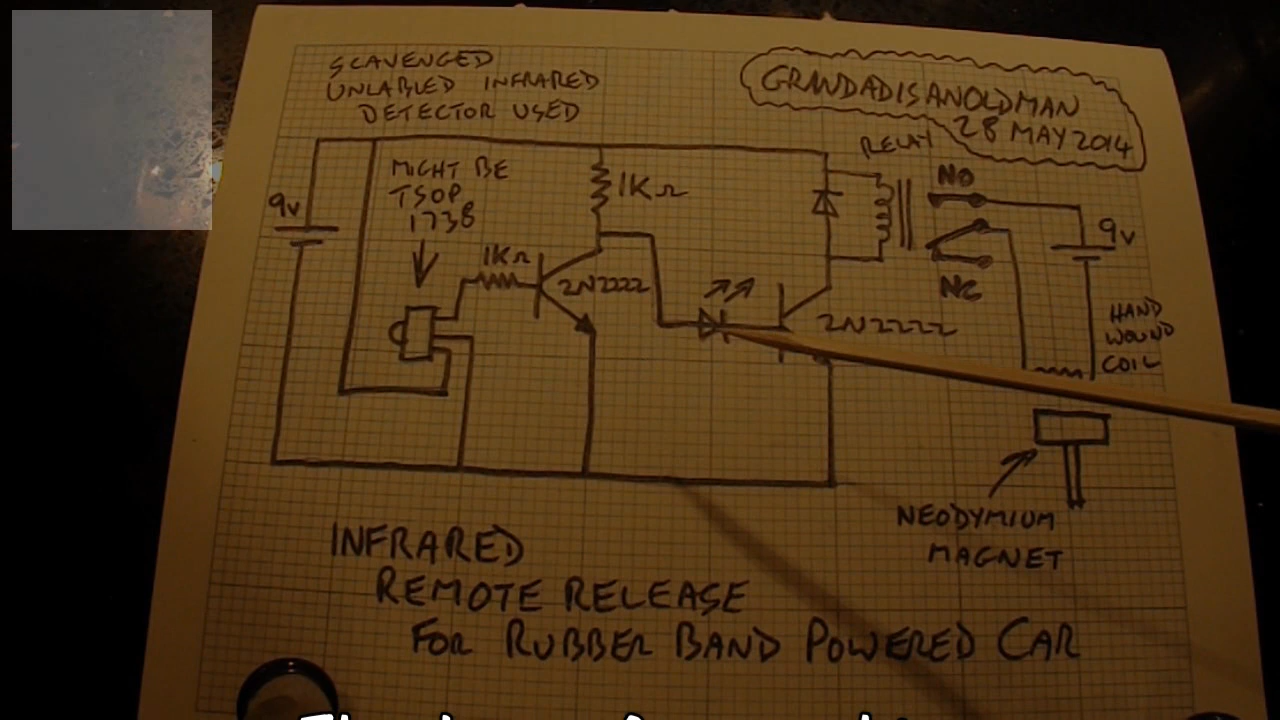 SCAVENGED
UNLABLED INFRARED
DETECTOR USED
GRANDADISANOLDMAN
28 MAY 2014
RELAY
MIGHT BE
TSOP
1738
1KΩ
NO
9v
9v
1KΩ
2N2222
NC
2N2222
HAND
WOUND
COIL
NEODYMIUM
MAGNET
INFRARED
REMOTE RELEASE
FOR RUBBER BAND POWERED CAR